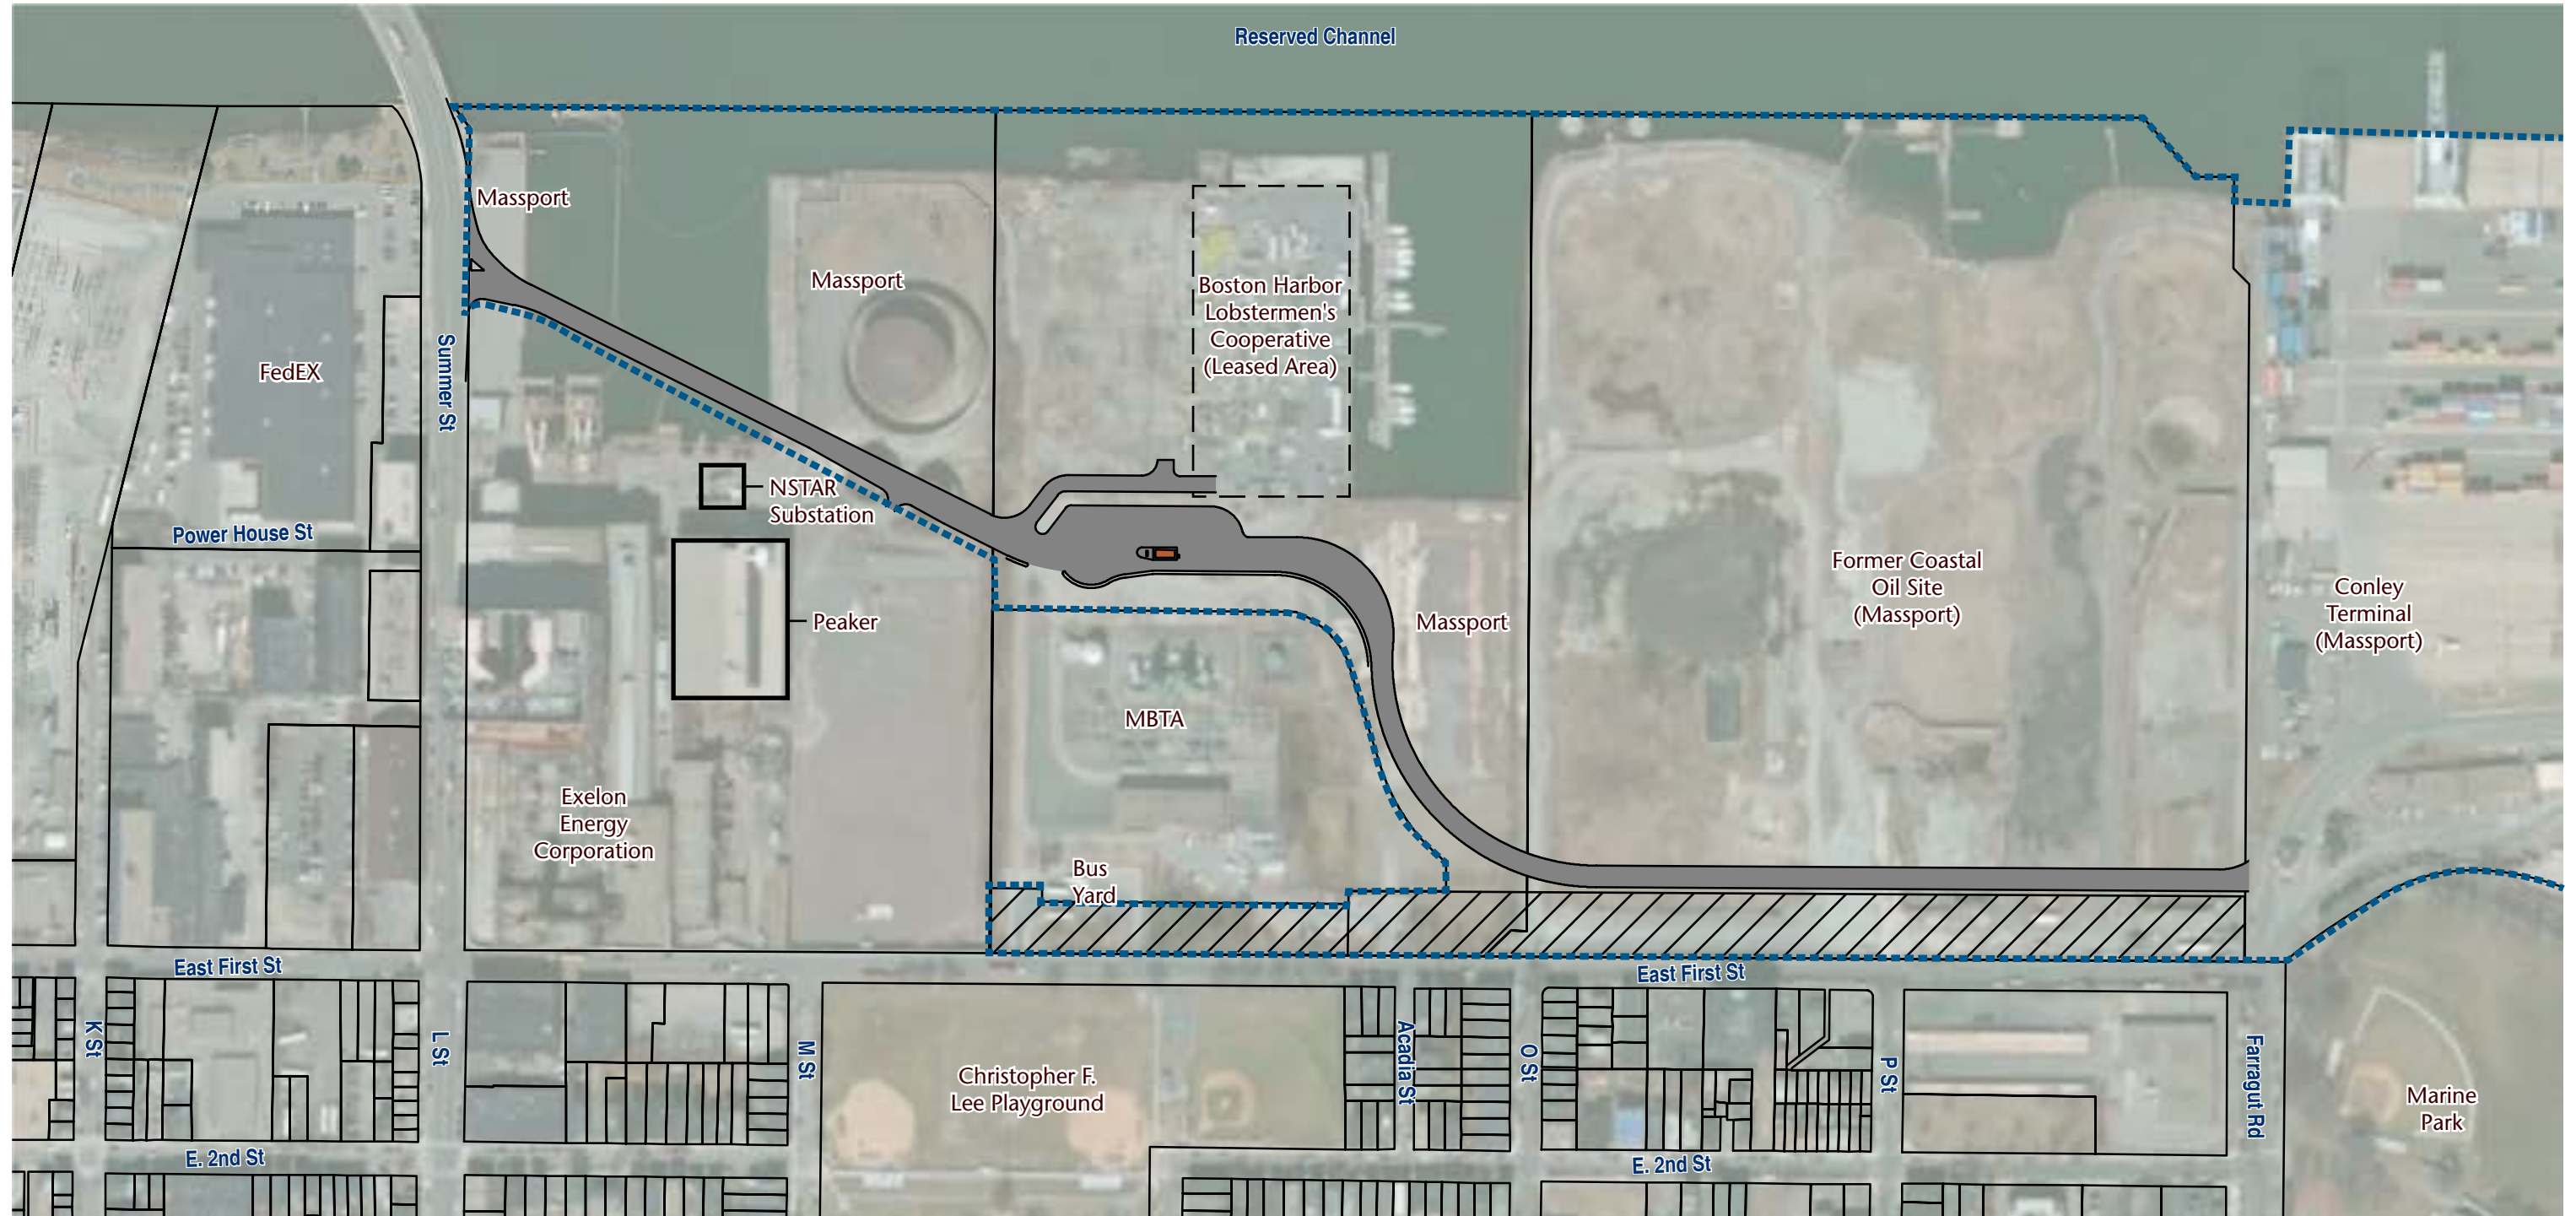 Reserved Channel
Massport
Massport
Boston Harbor
Lobstermen's
Cooperative
(Leased Area)
Summer St
FedEX
NSTAR
Substation
Power House St
Former Coastal
Oil Site
(Massport)
Conley
Terminal
(Massport)
Peaker
Massport
MBTA
Exelon
Energy
Corporation
Bus
Yard
East First St
East First St
K St
L St
M St
Acadia St
O St
P St
Farragut Rd
Christopher F.
Lee Playground
Marine
Park
E. 2nd St
E. 2nd St